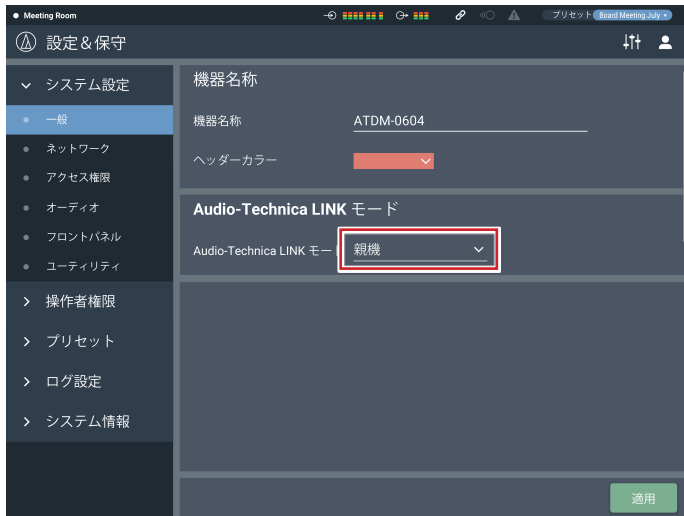 Meeting Room
プリセット Board Meeting July
設定&保守
システム設定
一般
ネットワーク
アクセス権限
オーディオ
フロントパネル
ユーティリティ
操作者権限
プリセット
ログ設定
システム情報
機器名称
機器名称 ATDM-0604
ヘッダーカラー
Audio-Technica LINK モード
Audio-Technica LINK モー 親機
適用